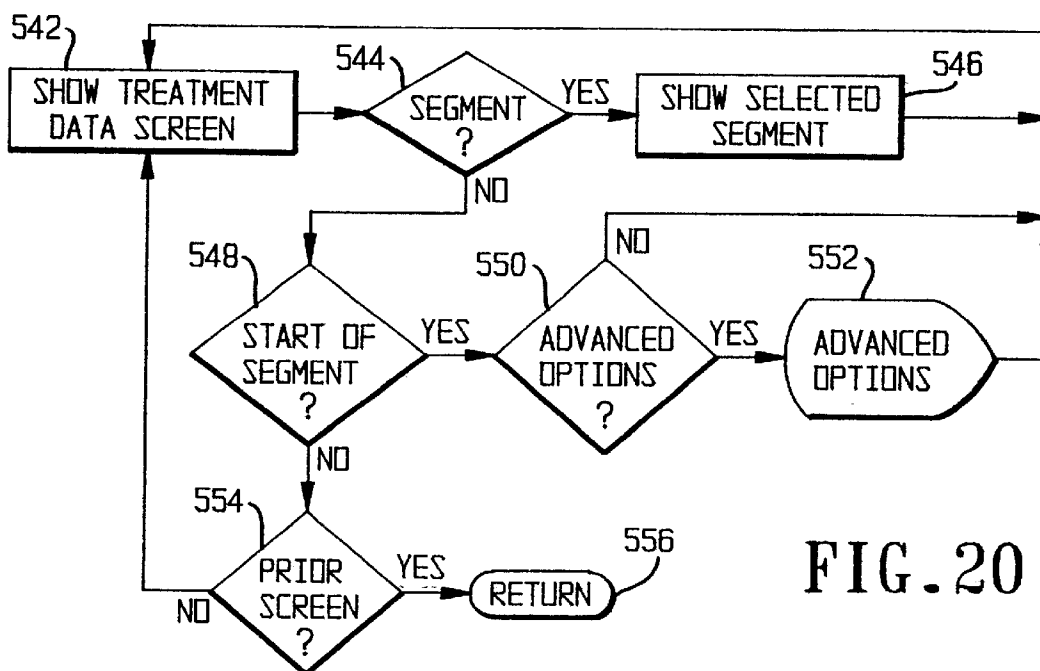 542
SHOW TREATMENT
DATA SCREEN
544
SEGMENT
?
YES
NO
546
SHOW SELECTED
SEGMENT
548
START OF
SEGMENT
?
YES
NO
550
ADVANCED
OPTIONS
?
NO
YES
552
ADVANCED
OPTIONS
554
PRIOR
SCREEN
?
NO
YES
556
RETURN
FIG.20